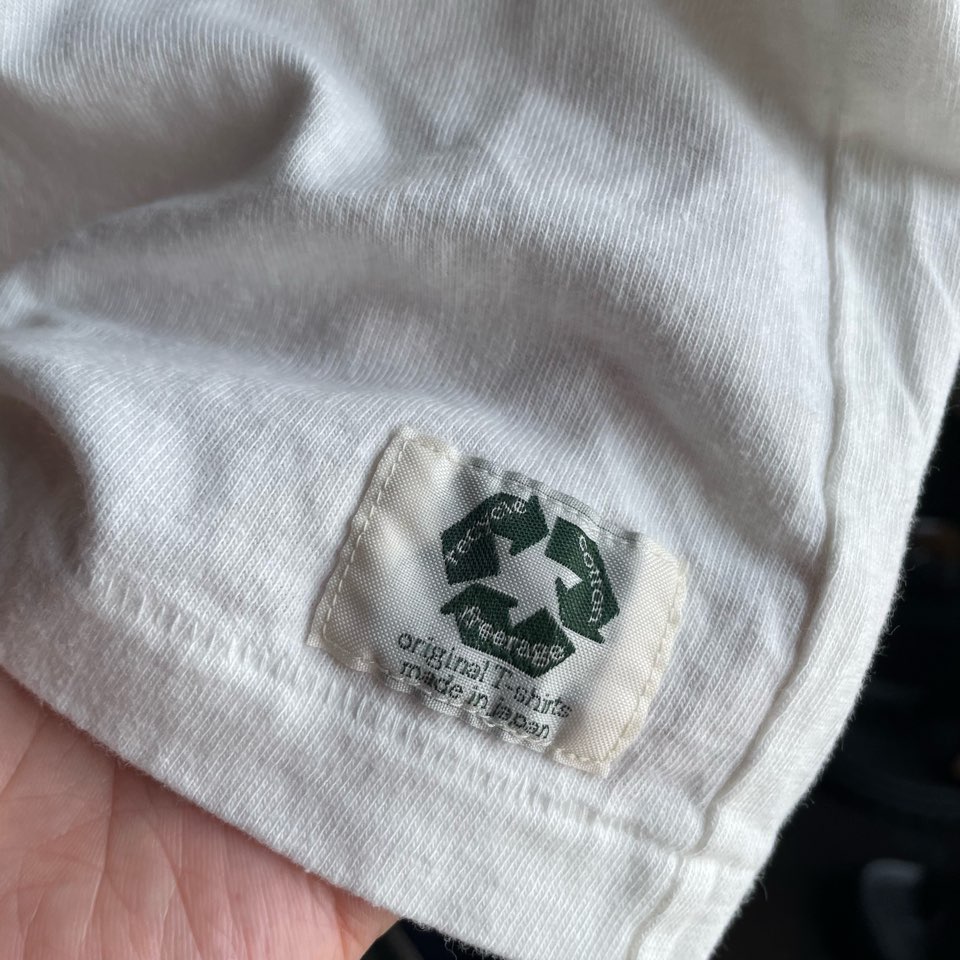 recycle
cotton
freerage
original T-shirts
made in japan